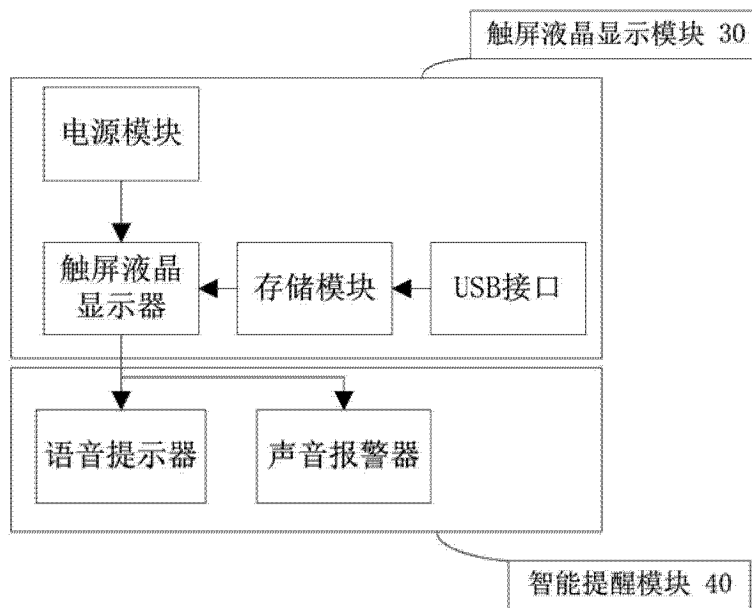 触屏液晶显示模块 30
电源模块
触屏液晶
显示器
存储模块
USB接口
语音提示器
声音报警器
智能提醒模块 40